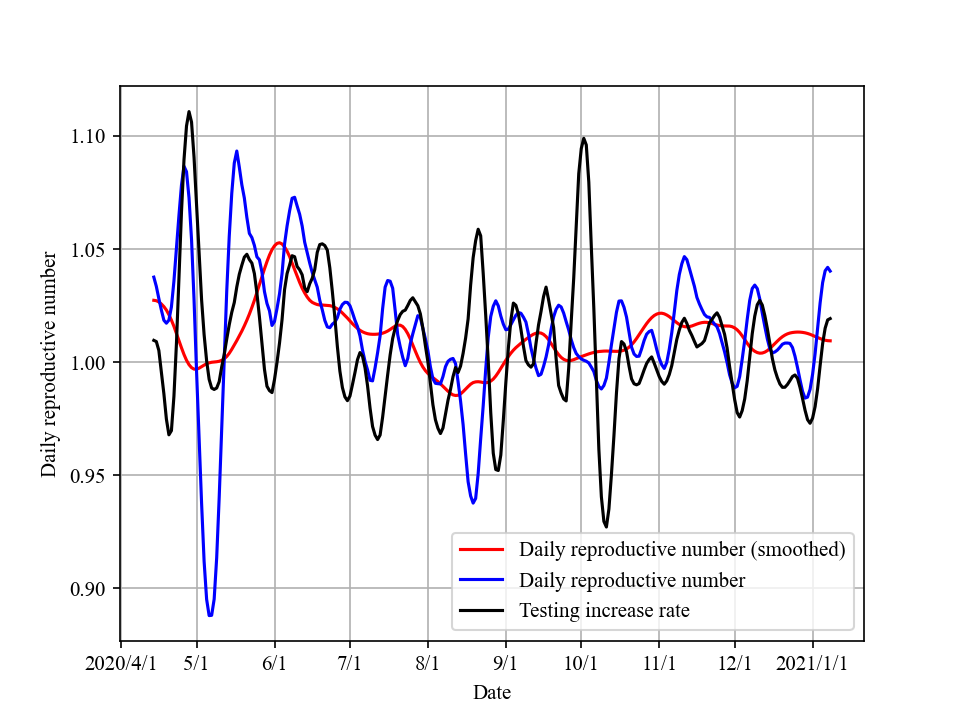 Daily reproductive number
1.10
1.05
1.00
0.95
0.90
Daily reproductive number (smoothed)
Daily reproductive number
Testing increase rate
2020/4/1 5/1 6/1 7/1 8/1 9/1 10/1 11/1 12/1 2021/1/1
Date